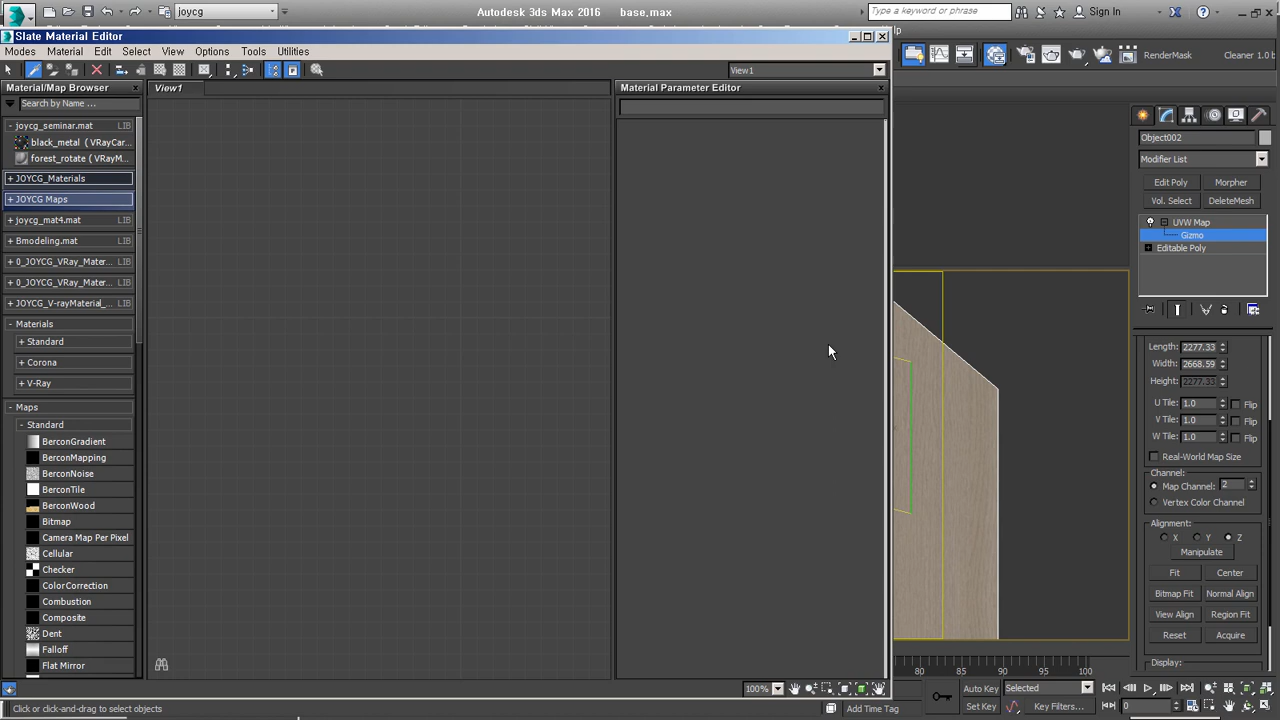 joycg
Autodesk 3ds Max 2016 base.max
Type a keyword or phrase
Sign In
Slate Material Editor
Modes Material Edit Select View Options Tools Utilities
RenderMask
Cleaner 1.0 b
View1
Material/Map Browser
View1
Material Parameter Editor
Search by Name ...
- joycg_seminar.mat LIB
black_metal ( VRayCar...
forest_rotate ( VRayM...
+ JOYCG_Materials
+ JOYCG Maps
+ joycg_mat4.mat LIB
+ Bmodeling.mat LIB
+ 0_JOYCG_VRay_Mater... LIB
+ 0_JOYCG_VRay_Mater... LIB
+ JOYCG_V-rayMaterial_... LIB
- Materials
+ Standard
+ Corona
+ V-Ray
- Maps
- Standard
BerconGradient
BerconMapping
BerconNoise
BerconTile
BerconWood
Bitmap
Camera Map Per Pixel
Cellular
Checker
ColorCorrection
Combustion
Composite
Dent
Falloff
Flat Mirror
Object002
Modifier List
Edit Poly Morpher
Vol. Select DeleteMesh
UVW Map
Gizmo
Editable Poly
Length: 2277.33
Width: 2668.59
Height: 2277.33
U Tile: 1.0 Flip
V Tile: 1.0 Flip
W Tile: 1.0 Flip
Real-World Map Size
Channel:
Map Channel: 2
Vertex Color Channel
Alignment:
X Y Z
Manipulate
Fit Center
Bitmap Fit Normal Align
View Align Region Fit
Reset Acquire
Display:
80 85 90 95 100
100%
Auto Key Selected
Set Key Key Filters...
0
Click or click-and-drag to select objects
Add Time Tag